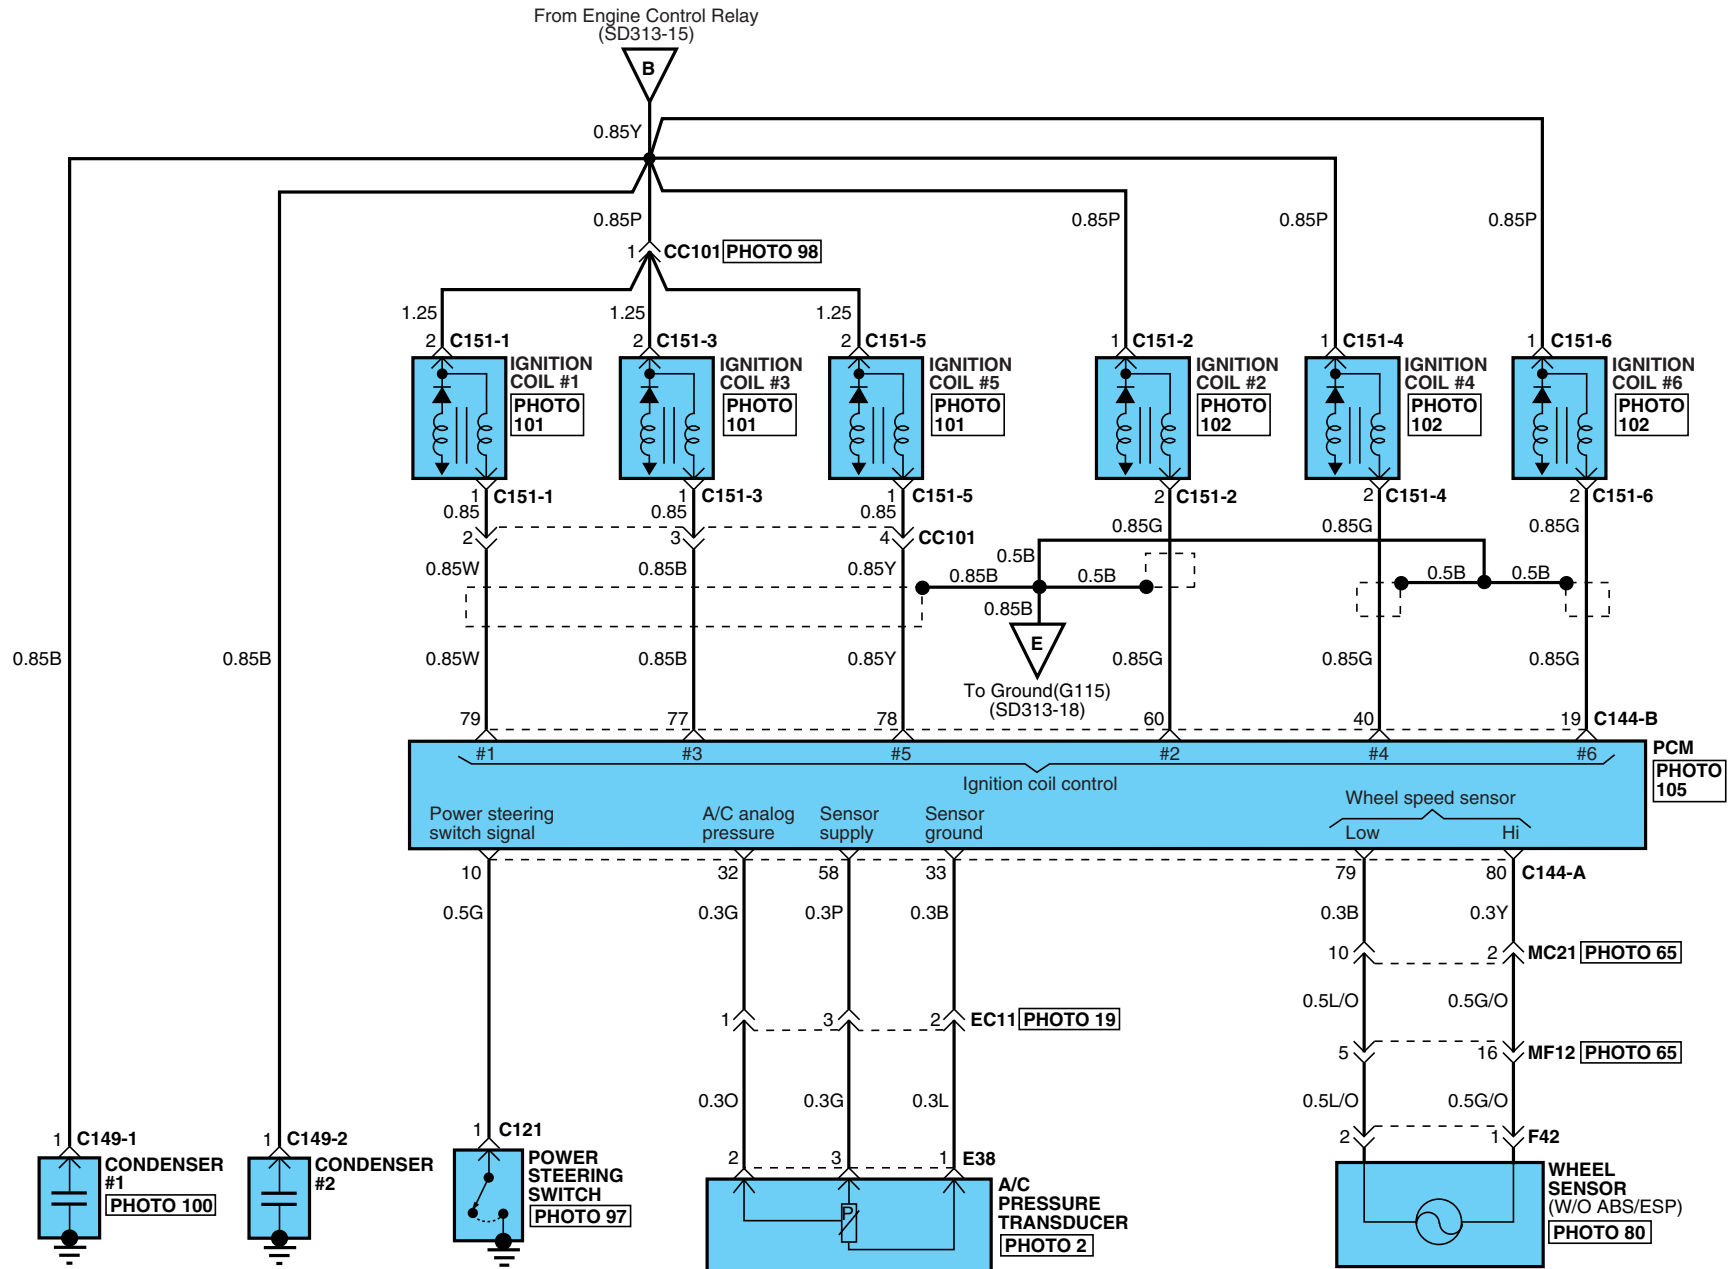 From Engine Control Relay
(SD313-15)
B
0.85Y
0.85P
0.85P
0.85P
0.85P
1 CC101 PHOTO 98
1.25
1.25
1.25
2 C151-1
2 C151-3
2 C151-5
1 C151-2
1 C151-4
1 C151-6
IGNITION
COIL #1
PHOTO
101
IGNITION
COIL #3
PHOTO
101
IGNITION
COIL #5
PHOTO
101
IGNITION
COIL #2
PHOTO
102
IGNITION
COIL #4
PHOTO
102
IGNITION
COIL #6
PHOTO
102
1 C151-1
1 C151-3
1 C151-5
2 C151-2
2 C151-4
2 C151-6
0.85
0.85
0.85
0.85G
0.85G
0.85G
2
3
4 CC101
0.85W
0.85B
0.85Y
0.5B
0.85B
0.5B
0.5B
0.5B
0.85B
E
To Ground(G115)
(SD313-18)
0.85B
0.85B
0.85W
0.85B
0.85Y
0.85G
0.85G
0.85G
79
77
78
60
40
19 C144-B
#1
#3
#5
#2
#4
#6
Ignition coil control
PCM
PHOTO
105
Power steering
switch signal
A/C analog
pressure
Sensor
supply
Sensor
ground
Wheel speed sensor
Low
Hi
10
32
58
33
79
80 C144-A
0.5G
0.3G
0.3P
0.3B
0.3B
0.3Y
10
2 MC21 PHOTO 65
0.5L/O
0.5G/O
1
3
2 EC11 PHOTO 19
5
16 MF12 PHOTO 65
0.3O
0.3G
0.3L
0.5L/O
0.5G/O
1 C149-1
1 C149-2
1 C121
2
3
1 E38
2
1 F42
CONDENSER
#1
PHOTO 100
CONDENSER
#2
POWER
STEERING
SWITCH
PHOTO 97
P
A/C
PRESSURE
TRANSDUCER
PHOTO 2
WHEEL
SENSOR
(W/O ABS/ESP)
PHOTO 80